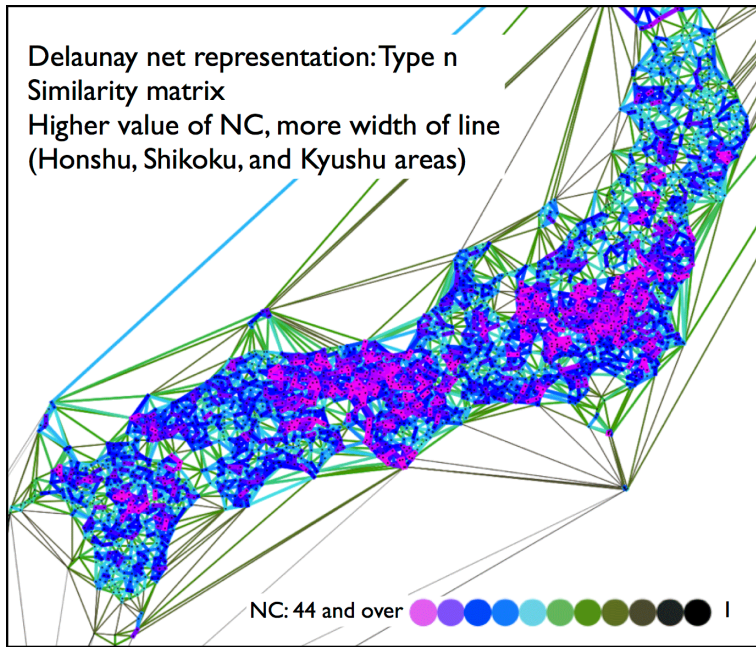 Delaunay net representation: Type n
Similarity matrix
Higher value of NC, more width of line
(Honshu, Shikoku, and Kyushu areas)
NC: 44 and over 1